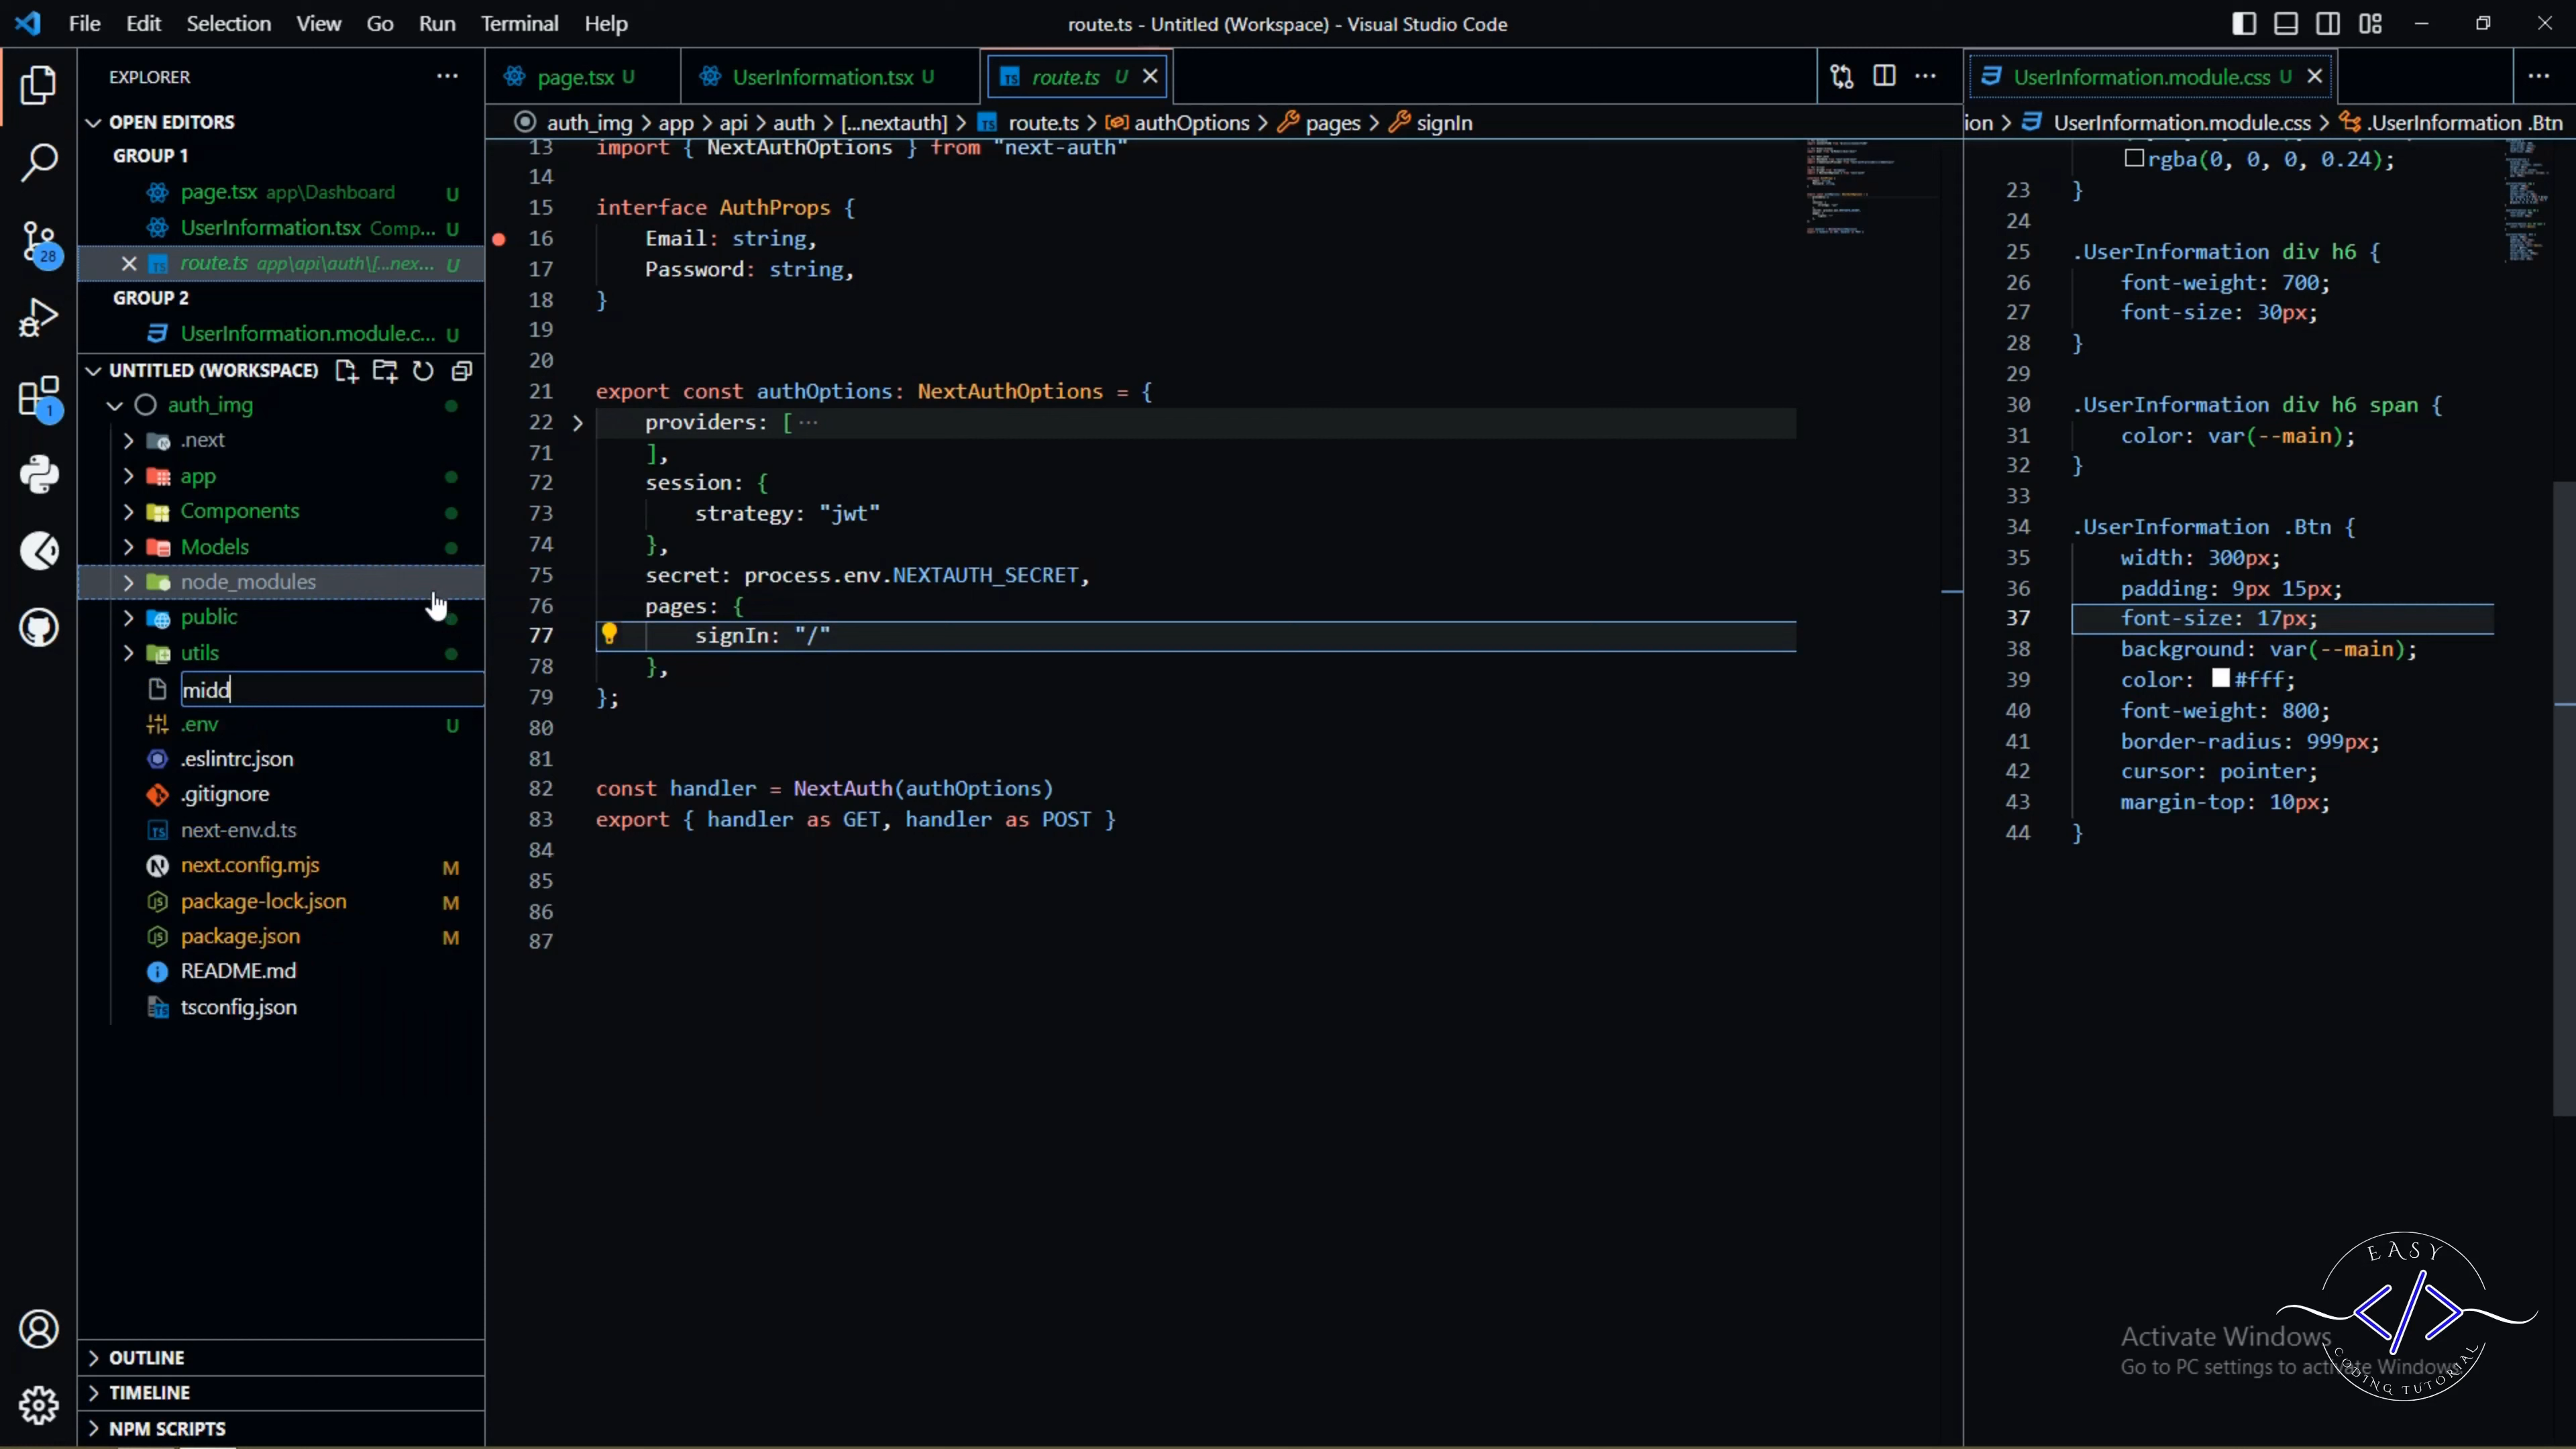 File Edit Selection View Go Run Terminal Help
route.ts - Untitled (Workspace) - Visual Studio Code
EXPLORER
OPEN EDITORS
GROUP 1
page.tsx app\Dashboard U
UserInformation.tsx Comp... U
route.ts app\api\auth\[...nex... U
GROUP 2
UserInformation.module.c... U
UNTITLED (WORKSPACE)
auth_img
.next
app
Components
Models
node_modules
public
utils
midd
.env U
.eslintrc.json
.gitignore
next-env.d.ts
next.config.mjs M
package-lock.json M
package.json M
README.md
tsconfig.json
OUTLINE
TIMELINE
NPM SCRIPTS
28
1
page.tsx U
UserInformation.tsx U
route.ts U
auth_img > app > api > auth > [...nextauth] > route.ts > authOptions > pages > signIn
13 import { NextAuthOptions } from "next-auth"
14
15 interface AuthProps {
16 Email: string,
17 Password: string,
18 }
19
20
21 export const authOptions: NextAuthOptions = {
22 providers: [ ...
71 ],
72 session: {
73 strategy: "jwt"
74 },
75 secret: process.env.NEXTAUTH_SECRET,
76 pages: {
77 signIn: "/"
78 },
79 };
80
81
82 const handler = NextAuth(authOptions)
83 export { handler as GET, handler as POST }
84
85
86
87
UserInformation.module.css U
ion > UserInformation.module.css > .UserInformation .Btn
rgba(0, 0, 0, 0.24);
23 }
24
25 .UserInformation div h6 {
26 font-weight: 700;
27 font-size: 30px;
28 }
29
30 .UserInformation div h6 span {
31 color: var(--main);
32 }
33
34 .UserInformation .Btn {
35 width: 300px;
36 padding: 9px 15px;
37 font-size: 17px;
38 background: var(--main);
39 color: #fff;
40 font-weight: 800;
41 border-radius: 999px;
42 cursor: pointer;
43 margin-top: 10px;
44 }
Activate Windows
Go to PC settings to activate Windows.
EASY
</>
CODING TUTORIAL